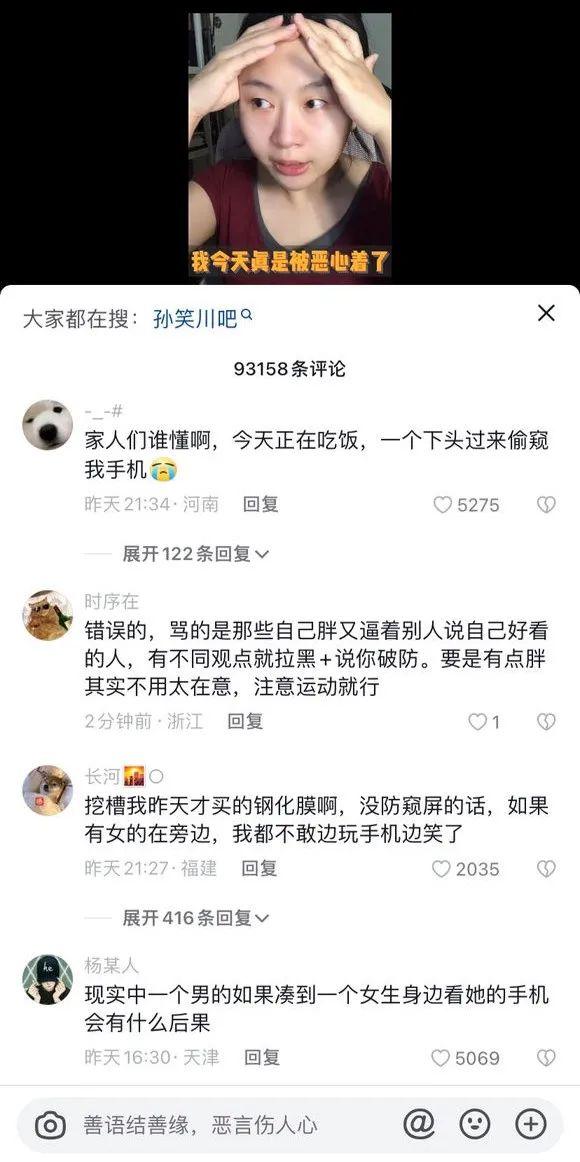 我今天真是被恶心着了
大家都在搜：孙笑川吧
93158条评论
-_-#
家人们谁懂啊，今天正在吃饭，一个下头过来偷窥
我手机😭
昨天21:34·河南 回复 5275
展开122条回复
时序在
错误的，骂的是那些自己胖又逼着别人说自己好看
的人，有不同观点就拉黑+说你破防。要是有点胖
其实不用太在意，注意运动就行
2分钟前·浙江 回复 1
长河🌇○
挖槽我昨天才买的钢化膜啊，没防窥屏的话，如果
有女的在旁边，我都不敢边玩手机边笑了
昨天21:27·福建 回复 2035
展开416条回复
杨某人
he
现实中一个男的如果凑到一个女生身边看她的手机
会有什么后果
昨天16:30·天津 回复 5069
善语结善缘，恶言伤人心 @